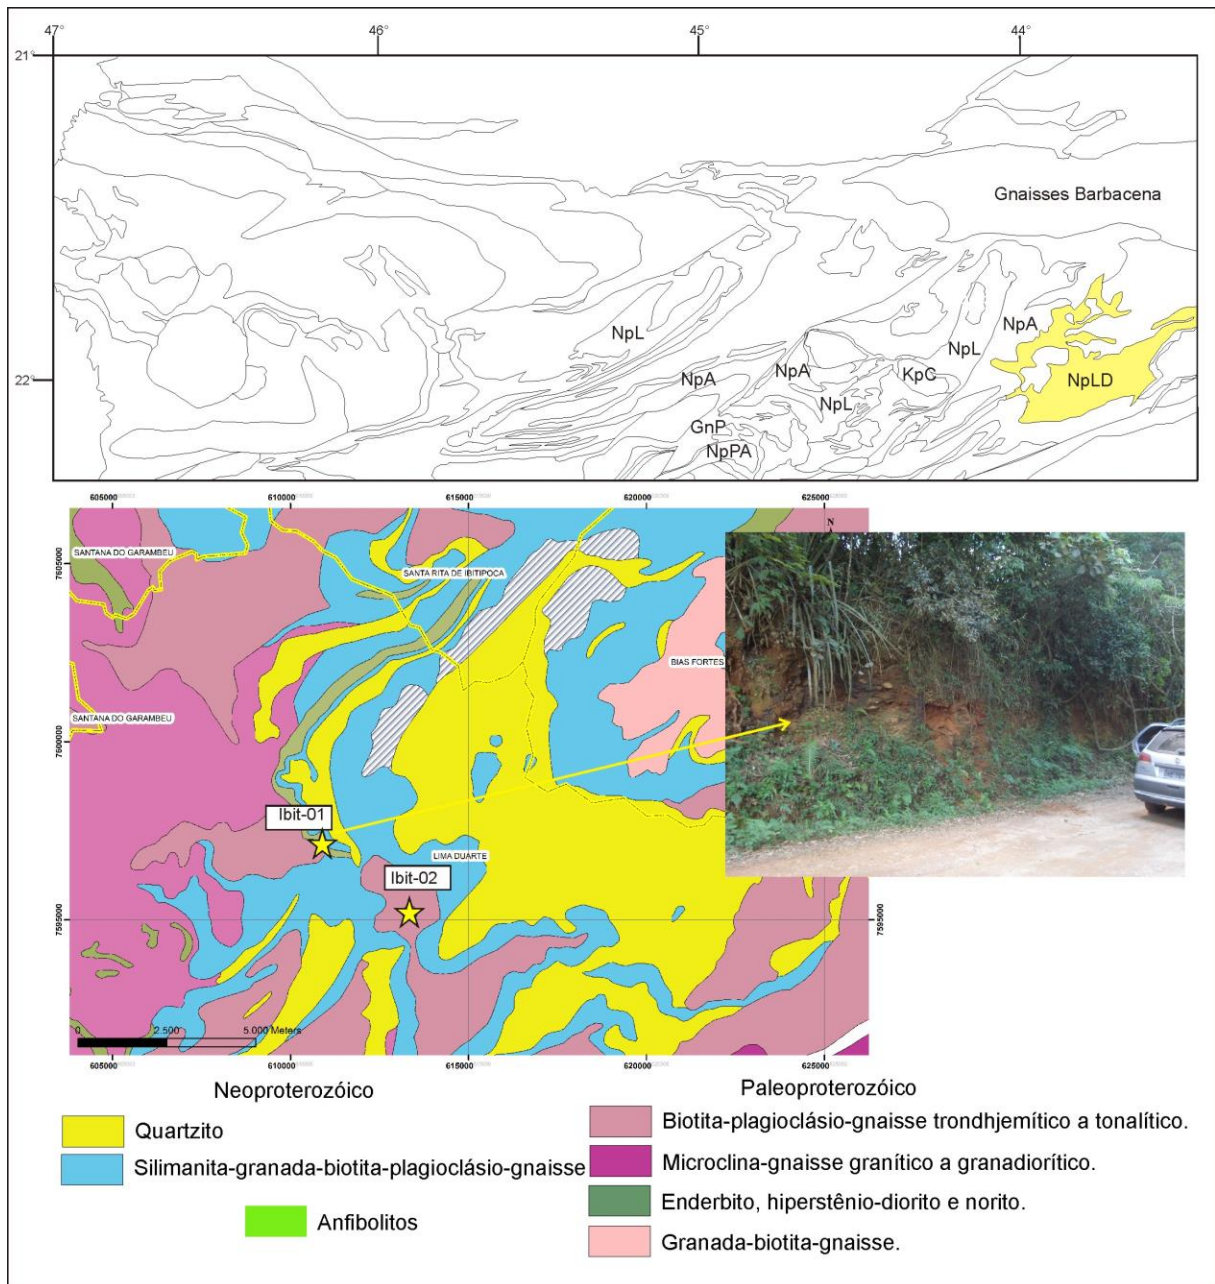 47° 46° 45° 44°
21°
Gnaisses Barbacena
NpL
NpA
NpA
NpL
NpA
KpC
NpL
22°
NpLD
GnP
NpPA
605000 610000 615000 620000 625000
N
7605000
SANTANA DO GARAMBEU
SANTA RITA DE IBITIPOCA
BIAS FORTES
SANTANA DO GARAMBEU
7600000
Ibit-01
LIMA DUARTE
Ibit-02
7595000 7595000
0 2.500 5.000 Meters
605000 610000 615000 620000 625000
Neoproterozóico
Quartzito
Silimanita-granada-biotita-plagioclásio-gnaisse
Anfibolitos
Paleoproterozóico
Biotita-plagioclásio-gnaisse trondhjemítico a tonalítico.
Microclina-gnaisse granítico a granadiorítico.
Enderbito, hiperstênio-diorito e norito.
Granada-biotita-gnaisse.